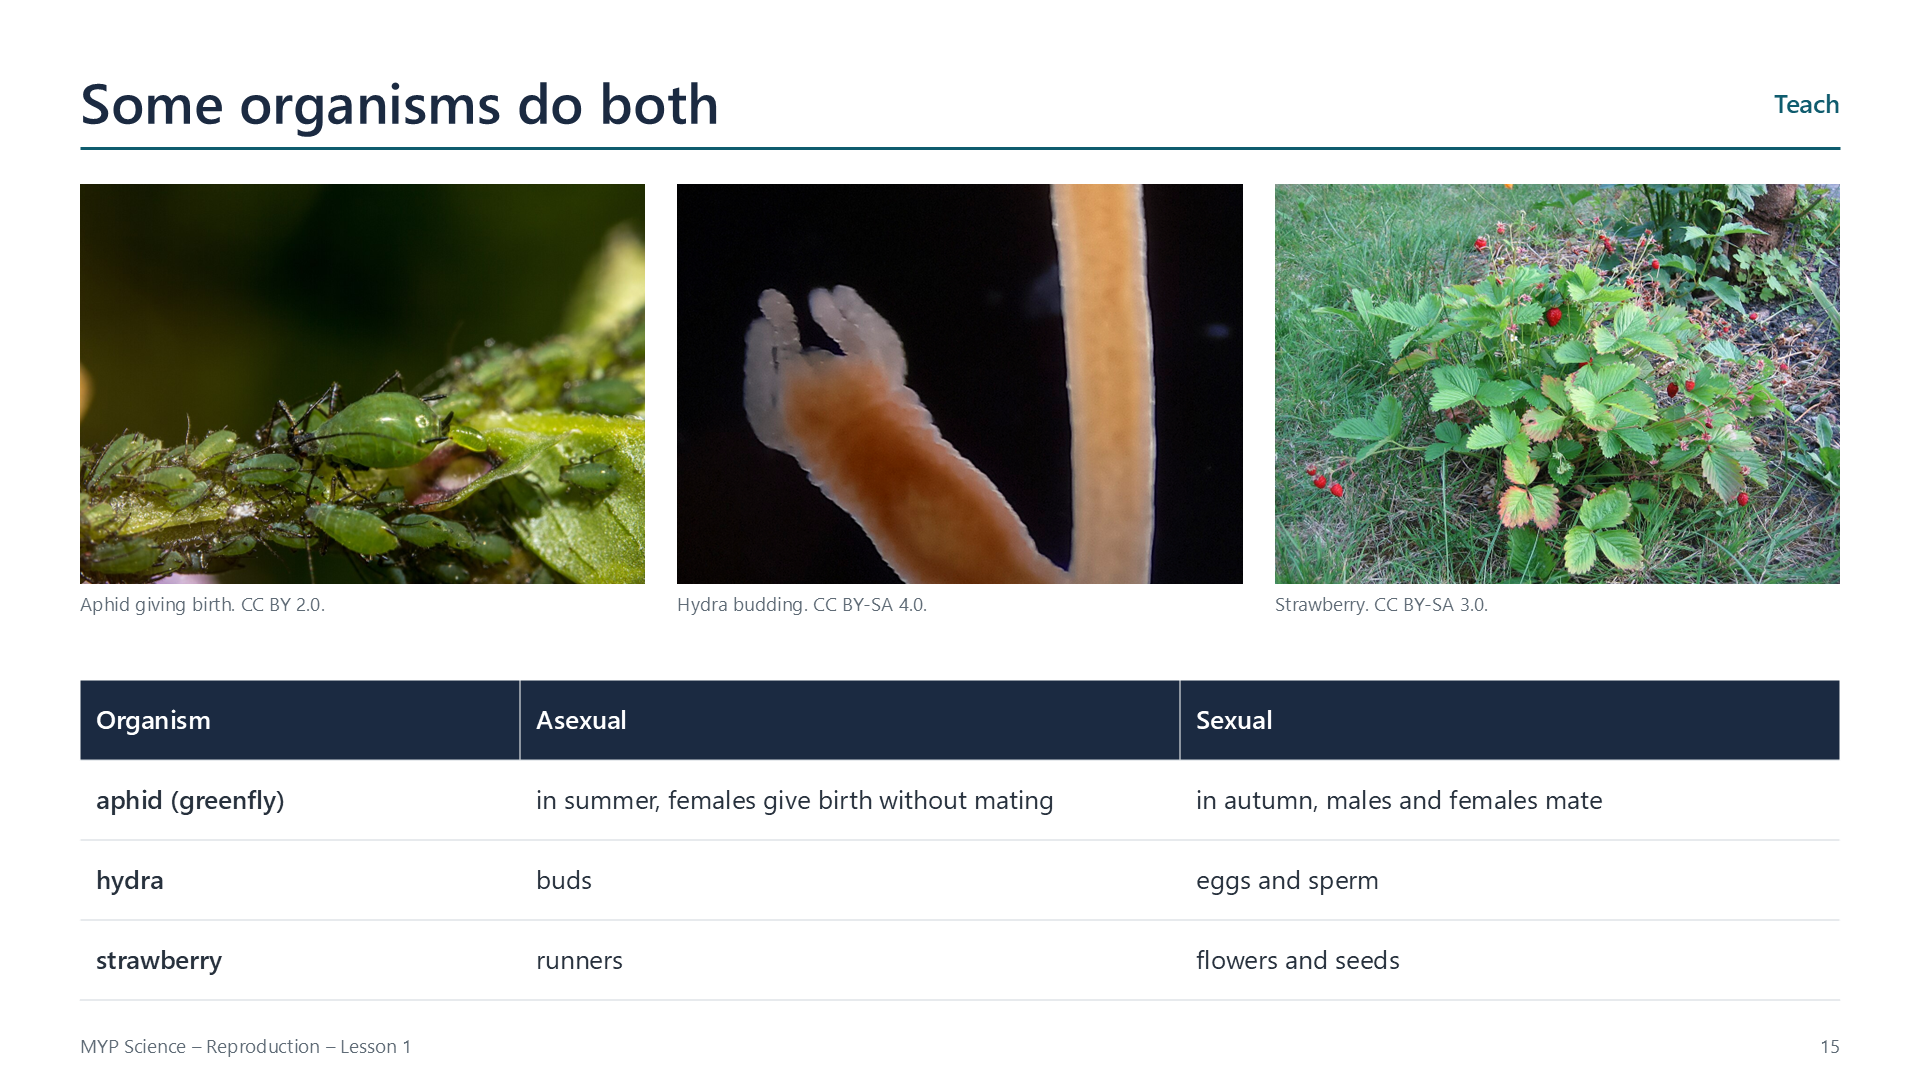 Some organisms do both
Teach
Aphid giving birth. CC BY 2.0.
Hydra budding. CC BY-SA 4.0.
Strawberry. CC BY-SA 3.0.
Organism
Asexual
Sexual
aphid (greenfly)
in summer, females give birth without mating
in autumn, males and females mate
hydra
buds
eggs and sperm
strawberry
runners
flowers and seeds
MYP Science – Reproduction – Lesson 1
15